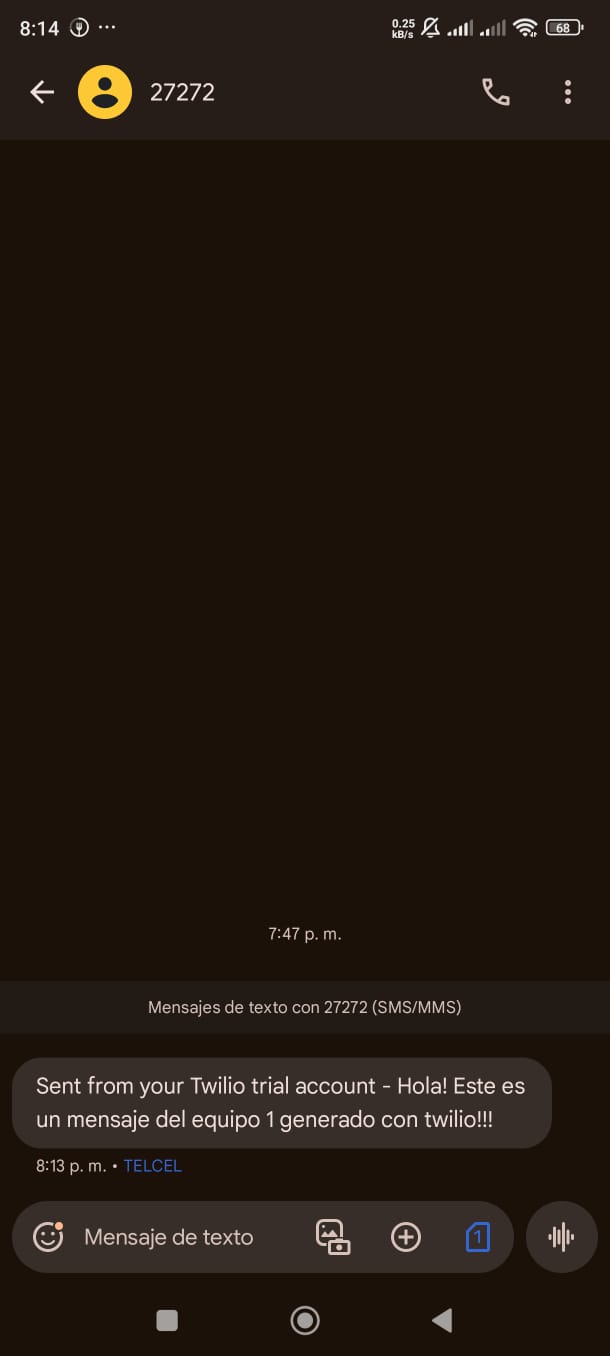 8:14 ...
0.25
kB/s
68
27272
7:47 p. m.
Mensajes de texto con 27272 (SMS/MMS)
Sent from your Twilio trial account - Hola! Este es
un mensaje del equipo 1 generado con twilio!!!
8:13 p. m. • TELCEL
Mensaje de texto
1